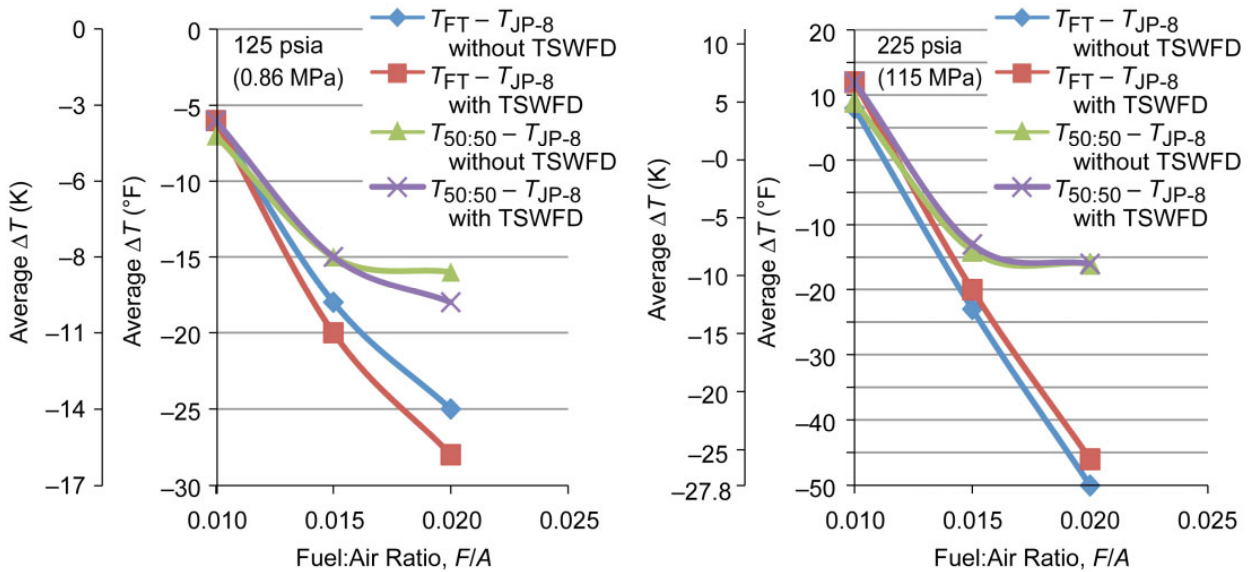 0
–3
–6
–8
–11
–14
–17
Average ΔT (K)
0
–5
–10
–15
–20
–25
–30
Average ΔT (°F)
125 psia
(0.86 MPa)
T_FT – T_JP-8
without TSWFD
T_FT – T_JP-8
with TSWFD
T_50:50 – T_JP-8
without TSWFD
T_50:50 – T_JP-8
with TSWFD
0.010 0.015 0.020 0.025
Fuel:Air Ratio, F/A
10
5
–0
–5
–10
–15
–20
–25
–27.8
Average ΔT (K)
20
10
–0
–10
–20
–30
–40
–50
Average ΔT (°F)
225 psia
(115 MPa)
T_FT – T_JP-8
without TSWFD
T_FT – T_JP-8
with TSWFD
T_50:50 – T_JP-8
without TSWFD
T_50:50 – T_JP-8
with TSWFD
0.010 0.015 0.020 0.025
Fuel:Air Ratio, F/A